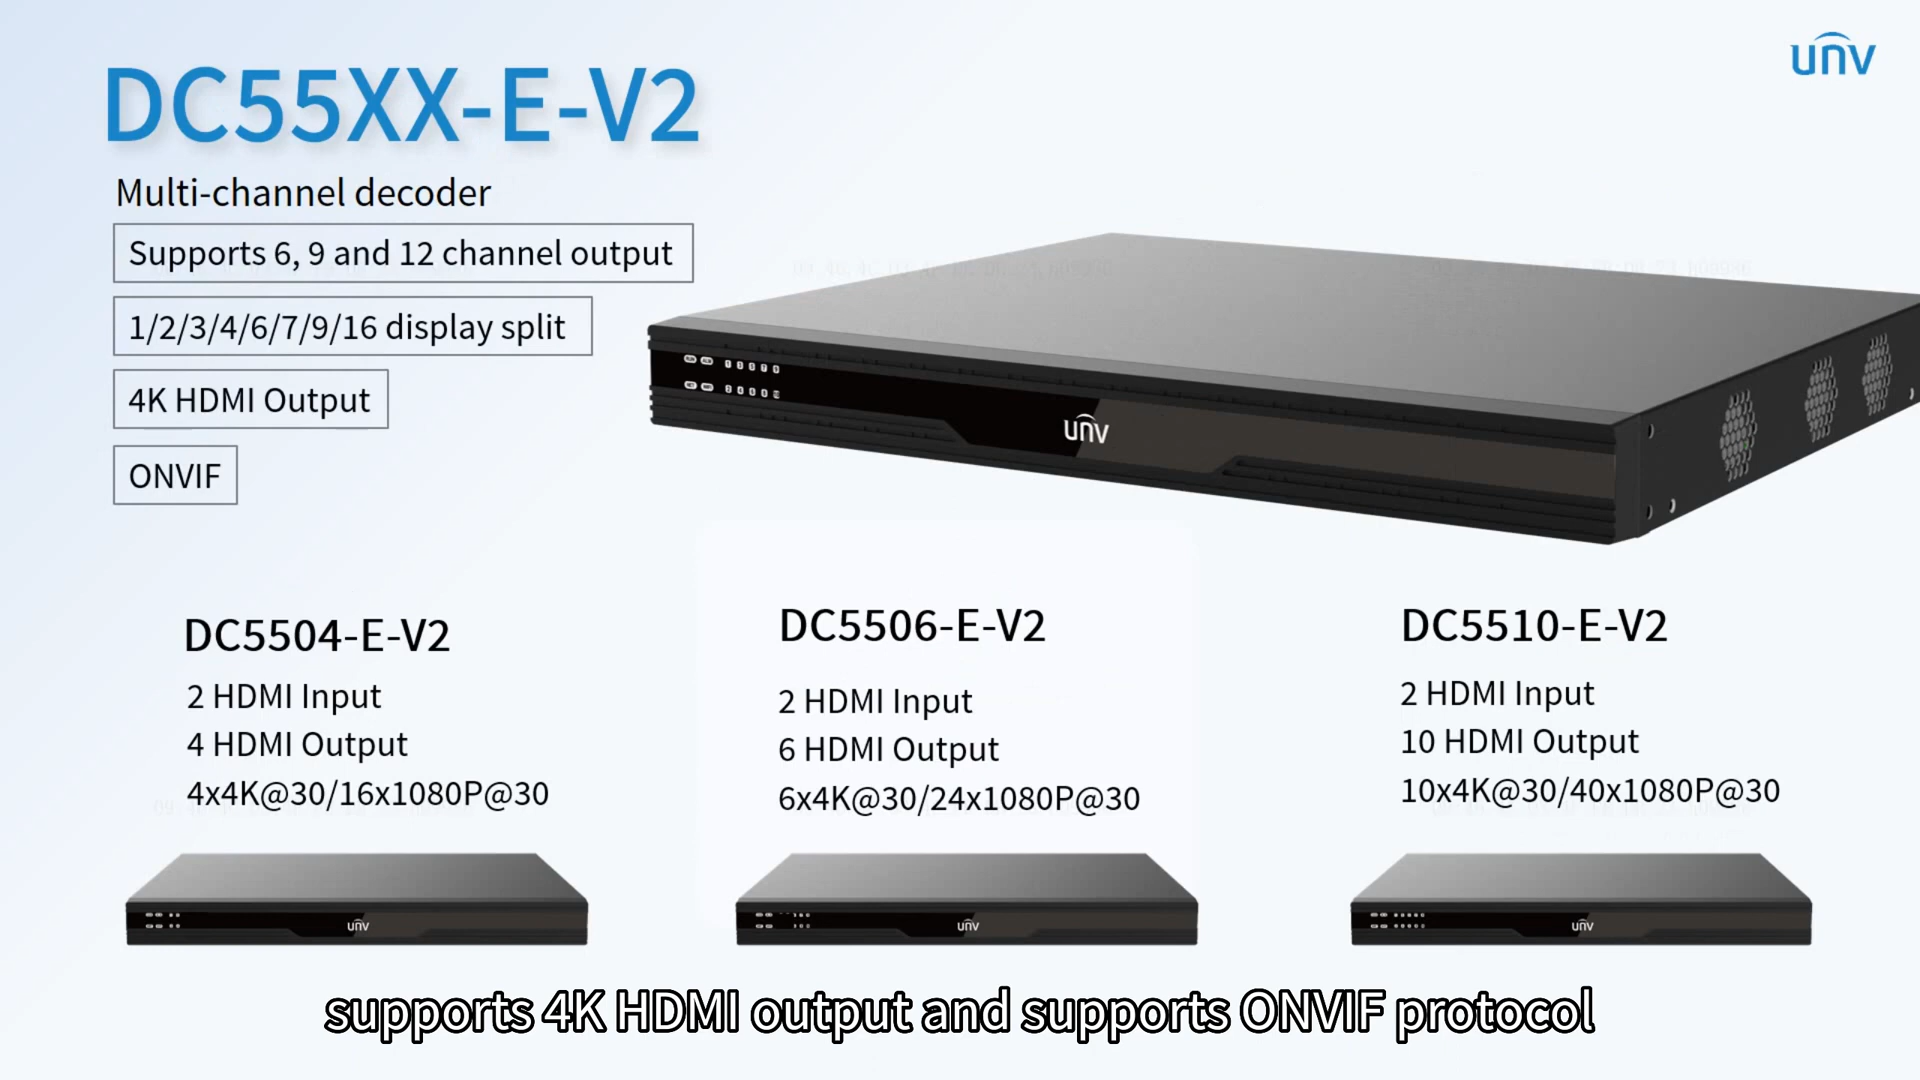 unv
DC55XX-E-V2
Multi-channel decoder
Supports 6, 9 and 12 channel output
1/2/3/4/6/7/9/16 display split
4K HDMI Output
ONVIF
unv
DC5504-E-V2
2 HDMI Input
4 HDMI Output
4x4K@30/16x1080P@30
DC5506-E-V2
2 HDMI Input
6 HDMI Output
6x4K@30/24x1080P@30
DC5510-E-V2
2 HDMI Input
10 HDMI Output
10x4K@30/40x1080P@30
unv
unv
unv
supports 4K HDMI output and supports ONVIF protocol